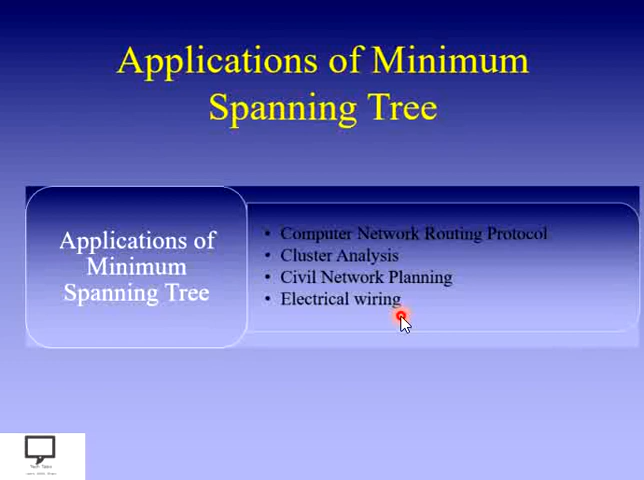 Applications of Minimum
Spanning Tree
Applications of
Minimum
Spanning Tree
• Computer Network Routing Protocol
• Cluster Analysis
• Civil Network Planning
• Electrical wiring